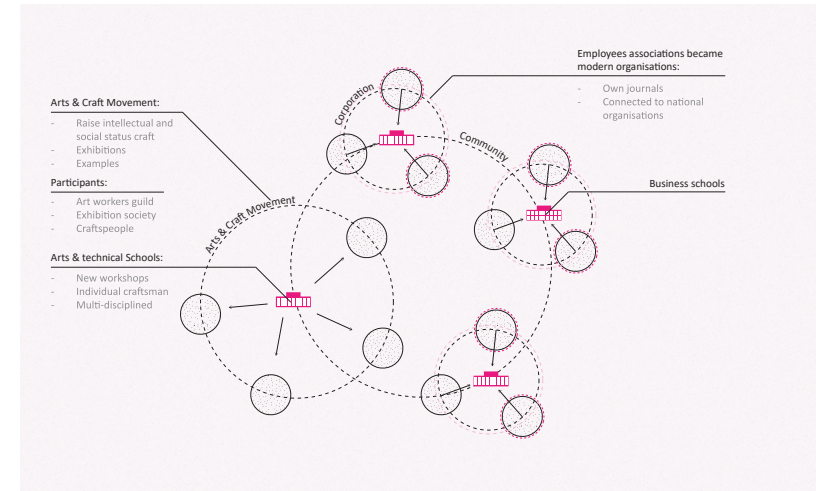 Employees associations became
modern organisations:
- Own journals
- Connected to national
organisations
Arts & Craft Movement:
- Raise intellectual and
social status craft
- Exhibitions
- Examples
Participants:
- Art workers guild
- Exhibition society
- Craftspeople
Arts & technical Schools:
- New workshops
- Individual craftsman
- Multi-disciplined
Corporation
Community
Business schools
Arts & Craft Movement